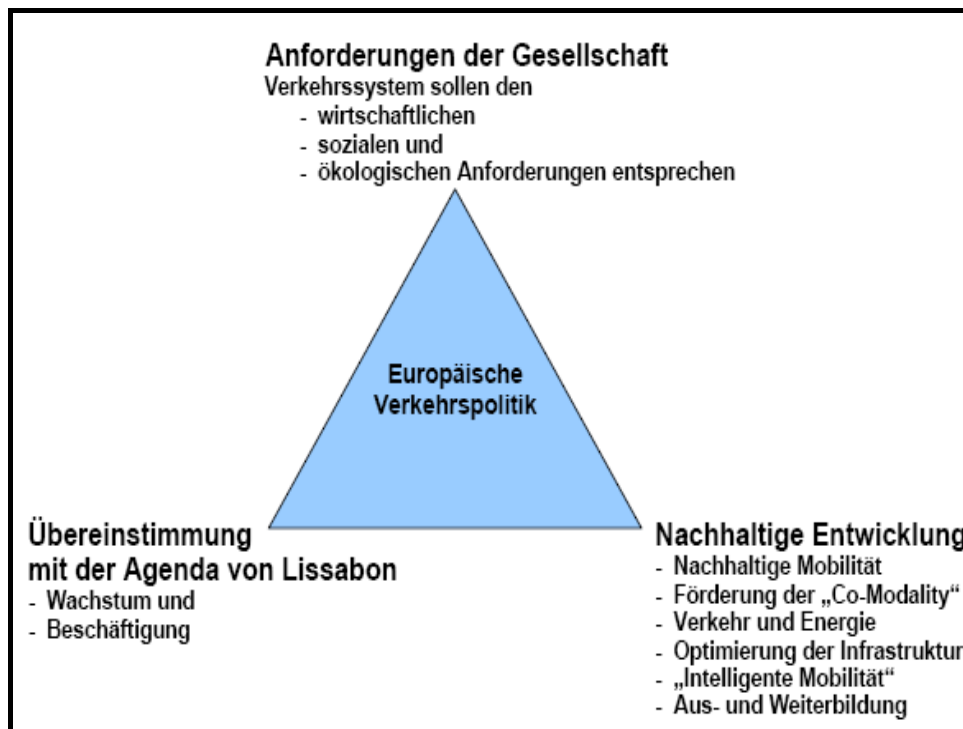 Anforderungen der Gesellschaft
Verkehrssystem sollen den
- wirtschaftlichen
- sozialen und
- ökologischen Anforderungen entsprechen
Europäische
Verkehrspolitik
Übereinstimmung
mit der Agenda von Lissabon
- Wachstum und
- Beschäftigung
Nachhaltige Entwicklung
- Nachhaltige Mobilität
- Förderung der „Co-Modality“
- Verkehr und Energie
- Optimierung der Infrastruktur
- „Intelligente Mobilität“
- Aus- und Weiterbildung